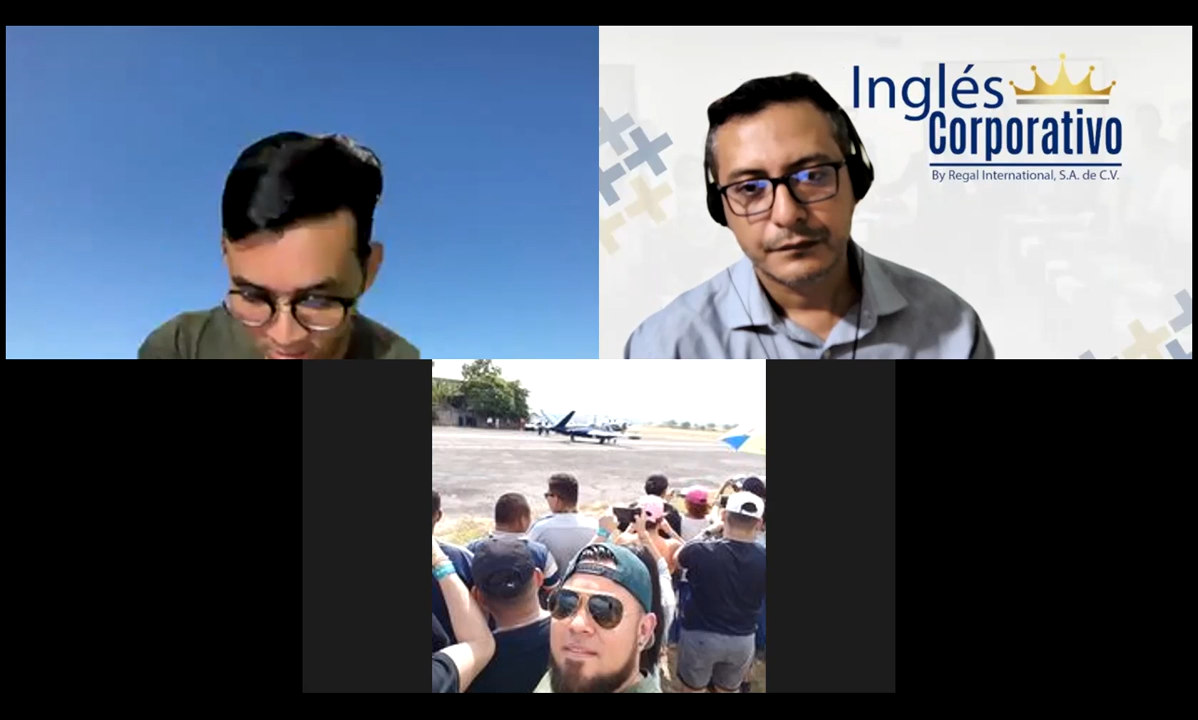 Inglés
Corporativo
By Regal International, S.A. de C.V.